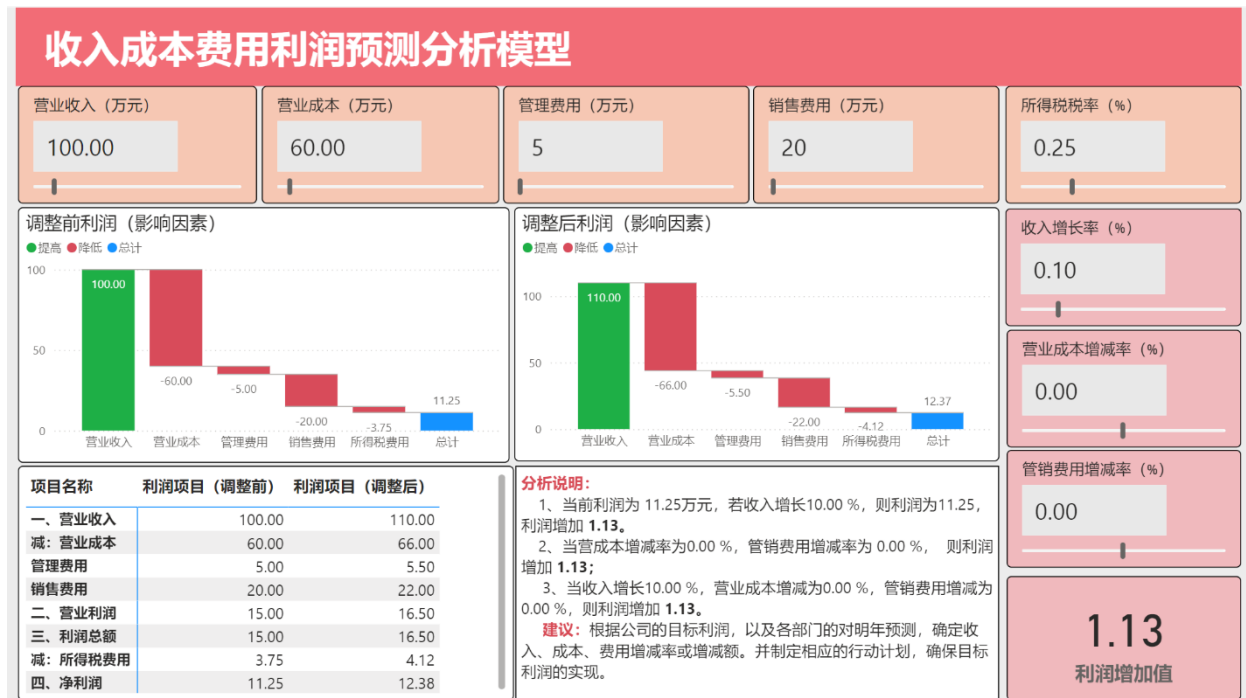 收入成本费用利润预测分析模型
营业收入（万元）
100.00
营业成本（万元）
60.00
管理费用（万元）
5
销售费用（万元）
20
所得税税率（%）
0.25
调整前利润（影响因素）
提高 降低 总计
100
50
0
100.00
-60.00
-5.00
-20.00
-3.75
11.25
营业收入 营业成本 管理费用 销售费用 所得税费用 总计
调整后利润（影响因素）
提高 降低 总计
100
50
0
110.00
-66.00
-5.50
-22.00
-4.12
12.37
营业收入 营业成本 管理费用 销售费用 所得税费用 总计
收入增长率（%）
0.10
营业成本增减率（%）
0.00
管销费用增减率（%）
0.00
项目名称 利润项目（调整前） 利润项目（调整后）
一、营业收入 100.00 110.00
减：营业成本 60.00 66.00
管理费用 5.00 5.50
销售费用 20.00 22.00
二、营业利润 15.00 16.50
三、利润总额 15.00 16.50
减：所得税费用 3.75 4.12
四、净利润 11.25 12.38
分析说明：
1、当前利润为 11.25万元，若收入增长10.00 %，则利润为11.25，
利润增加 1.13。
2、当营成本增减率为0.00 %，管销费用增减率为 0.00 %， 则利润
增加 1.13；
3、当收入增长10.00 %，营业成本增减为0.00 %，管销费用增减为
0.00 %，则利润增加 1.13。
建议：根据公司的目标利润，以及各部门的对明年预测，确定收
入、成本、费用增减率或增减额。并制定相应的行动计划，确保目标
利润的实现。
1.13
利润增加值